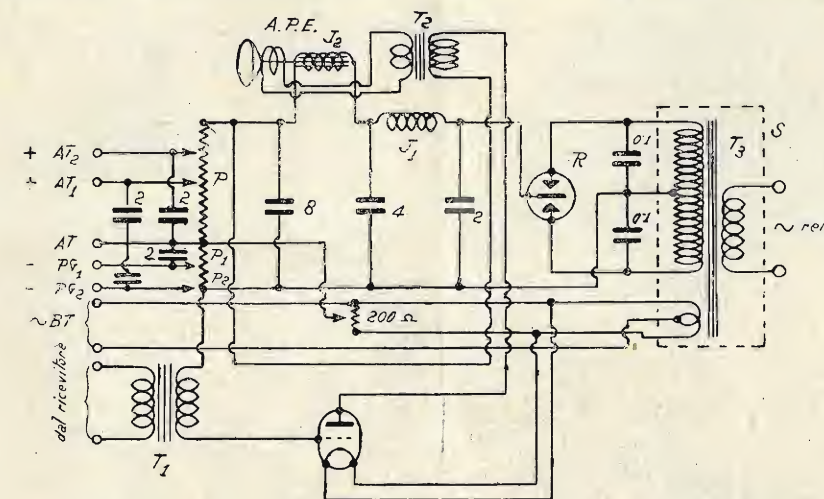 A.P.E.
J2
T2
J1
+ AT2
+ AT1
AT
- PG1
- PG2
~BT
dal ricevitore
2
2
2
P
P1
P2
8
4
2
R
0.1
0.1
T3
S
200 Ω
T1